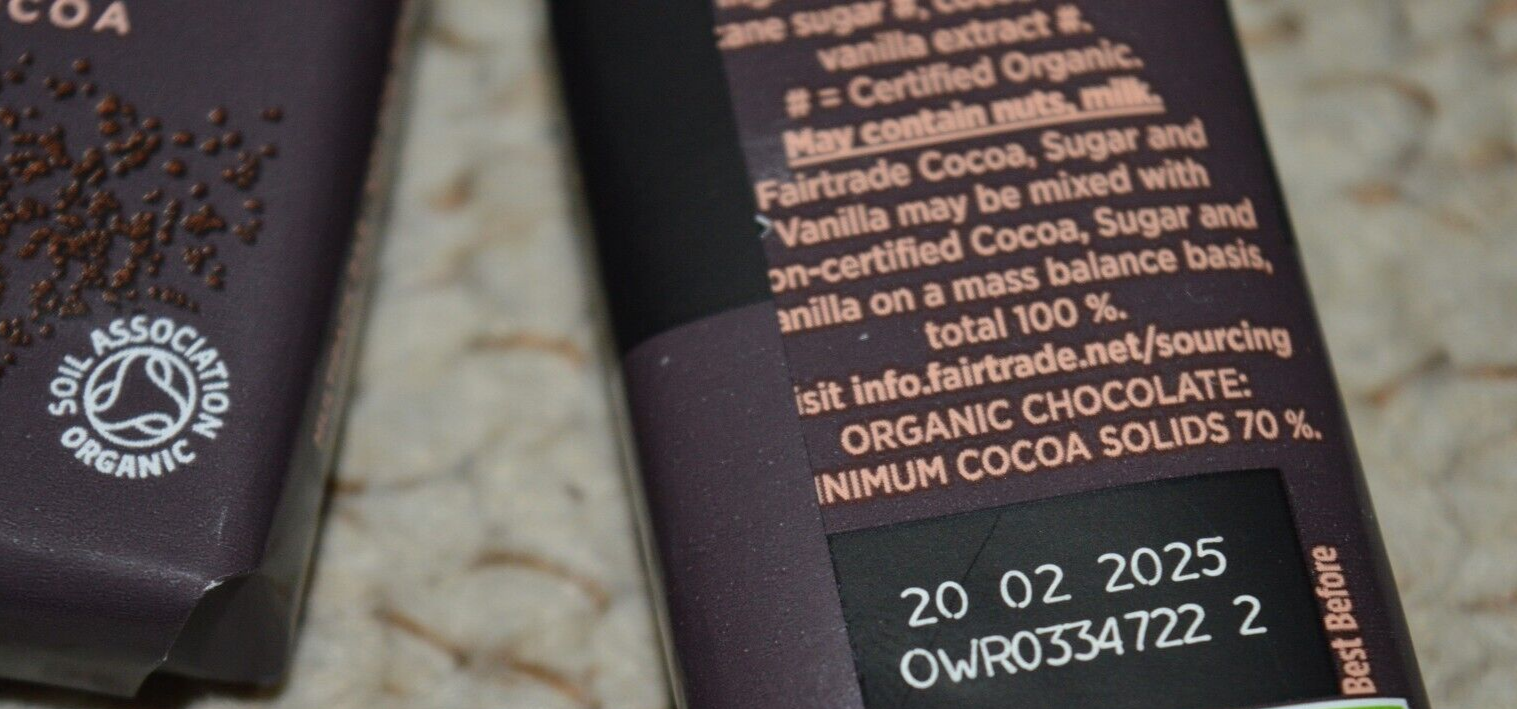 COA
SOIL ASSOCIATION
ORGANIC
ane sugar #, coco
vanilla extract #.
# = Certified Organic.
May contain nuts, milk.
Fairtrade Cocoa, Sugar and
Vanilla may be mixed with
on-certified Cocoa, Sugar and
anilla on a mass balance basis,
total 100 %.
isit info.fairtrade.net/sourcing
ORGANIC CHOCOLATE:
INIMUM COCOA SOLIDS 70 %.
20 02 2025
OWR0334722 2
Best Before